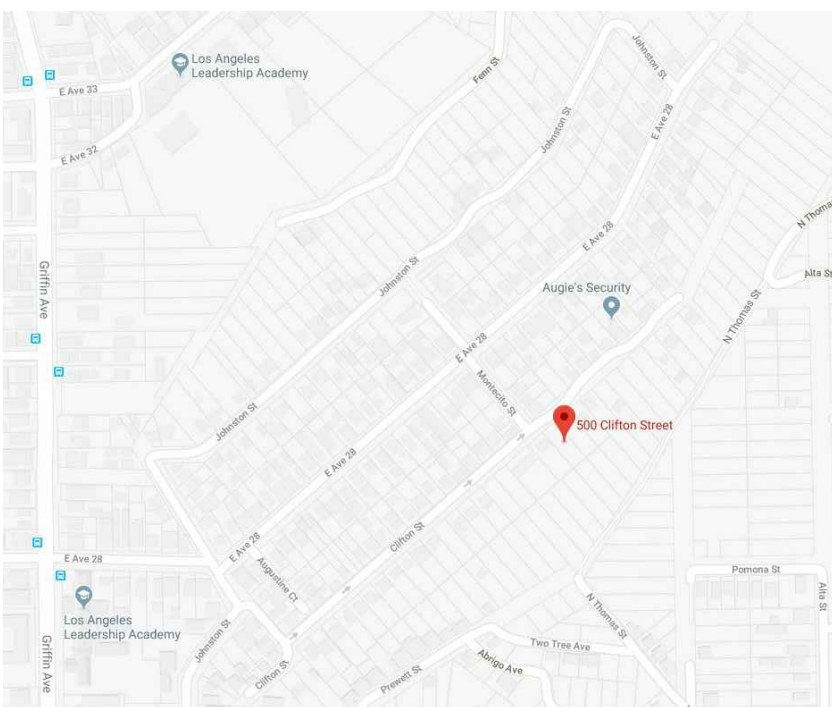 Los Angeles
Leadership Academy
Johnston St
Fenn St
E Ave 33
E Ave 28
Johnston St
E Ave 32
N Thomas
Griffin Ave
E Ave 28
Johnston St
Alta St
Augie's Security
N Thomas St
E Ave 28
Montecito St
Johnston St
500 Clifton Street
E Ave 28
Clifton St
E Ave 28
E Ave 28
Augustine Ct
Pomona St
Alta St
Los Angeles
Leadership Academy
N Thomas St
Johnston St
Two Tree Ave
Griffin Ave
Abrigo Ave
Clifton St
Prewett St